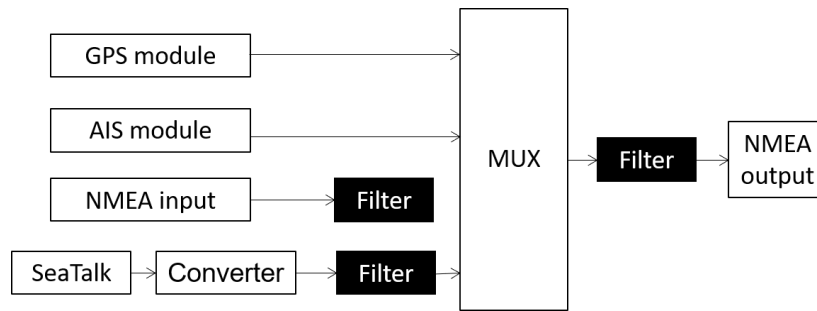 GPS module
AIS module
NMEA input
Filter
SeaTalk
Converter
Filter
MUX
Filter
NMEA
output